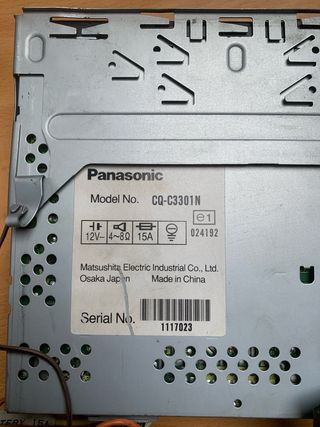 Panasonic
Model No. CQ-C3301N
12V⎓ 4~8Ω 15A
e1
024192
Matsushita Electric Industrial Co., Ltd.
Osaka Japan Made in China
Serial No.
1117023
15A